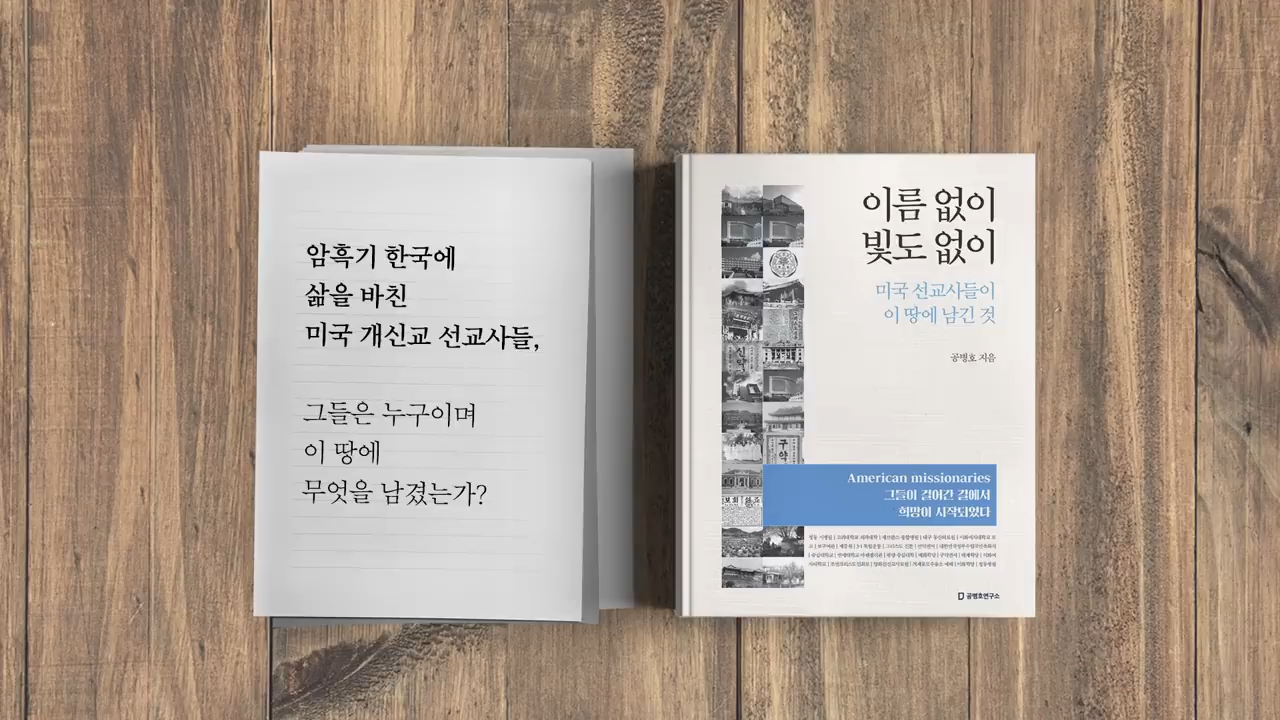 암흑기 한국에
삶을 바친
미국 개신교 선교사들,
그들은 누구이며
이 땅에
무엇을 남겼는가?
이름 없이
빛도 없이
미국 선교사들이
이 땅에 남긴 것
공병호 지음
구약
American missionaries
그들이 걸어간 길에서
희망이 시작되었다
공병호연구소